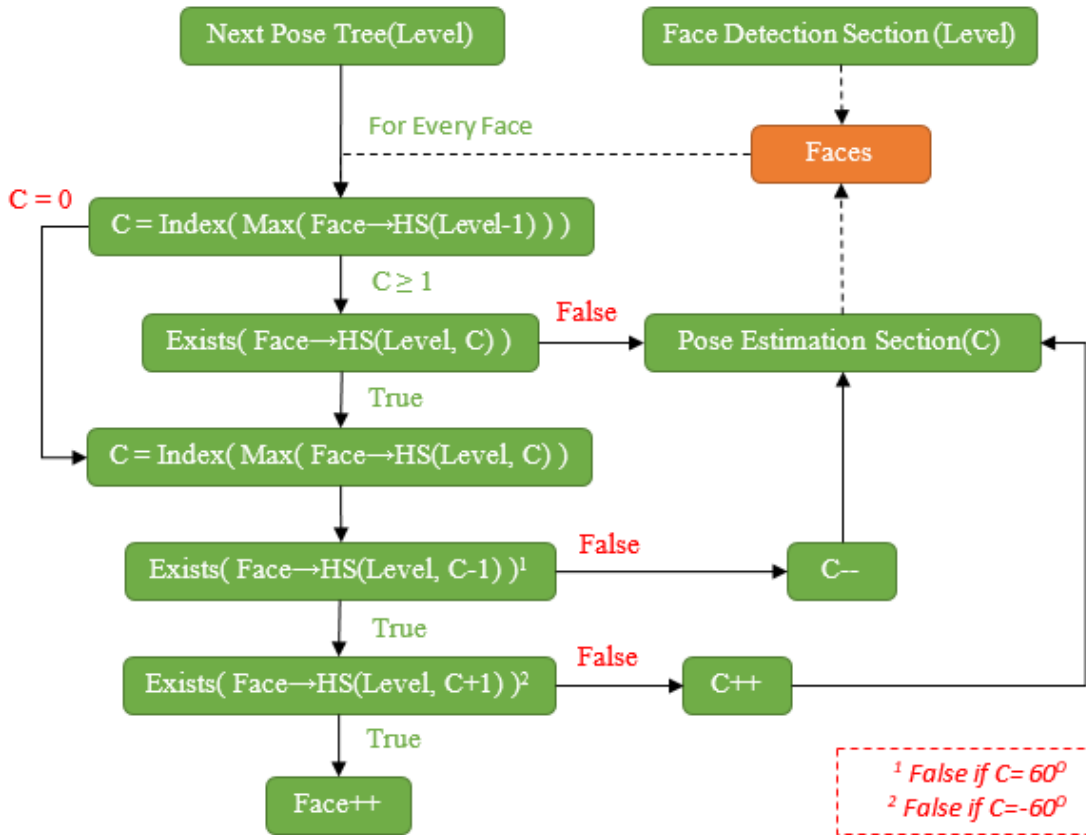 Next Pose Tree(Level)
Face Detection Section (Level)
For Every Face
Faces
C = 0
C = Index( Max( Face→HS(Level-1) ) )
C ≥ 1
False
Exists( Face→HS(Level, C) )
Pose Estimation Section(C)
True
C = Index( Max( Face→HS(Level, C) )
False
Exists( Face→HS(Level, C-1) )¹
C--
True
False
Exists( Face→HS(Level, C+1) )²
C++
True
Face++
¹ False if C= 60⁰
² False if C=-60⁰